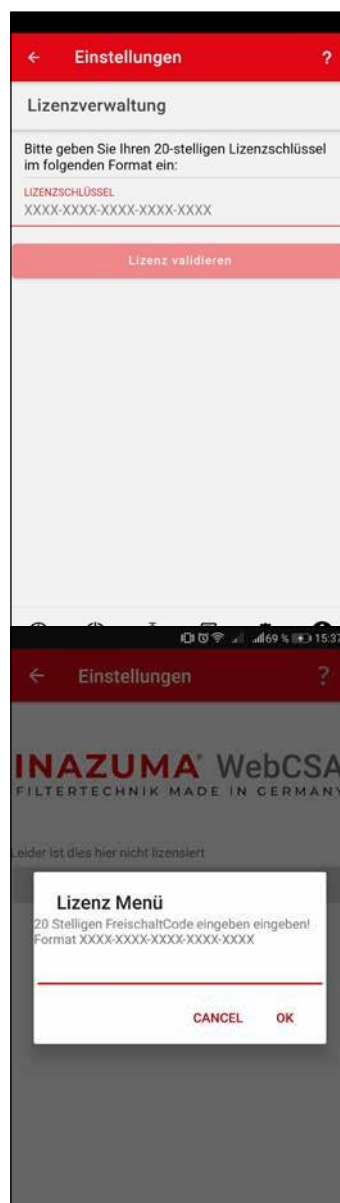 ← Einstellungen ?
Lizenzverwaltung
Bitte geben Sie Ihren 20-stelligen Lizenzschlüssel
im folgenden Format ein:
LIZENZSCHLÜSSEL
XXXX-XXXX-XXXX-XXXX-XXXX
Lizenz validieren
69 % 15:37
← Einstellungen ?
INAZUMA® WebCSA
FILTERTECHNIK MADE IN GERMANY
Leider ist dies hier nicht lizensiert
Lizenz Menü
20 Stelligen FreischaltCode eingeben eingeben!
Format XXXX-XXXX-XXXX-XXXX-XXXX
CANCEL OK